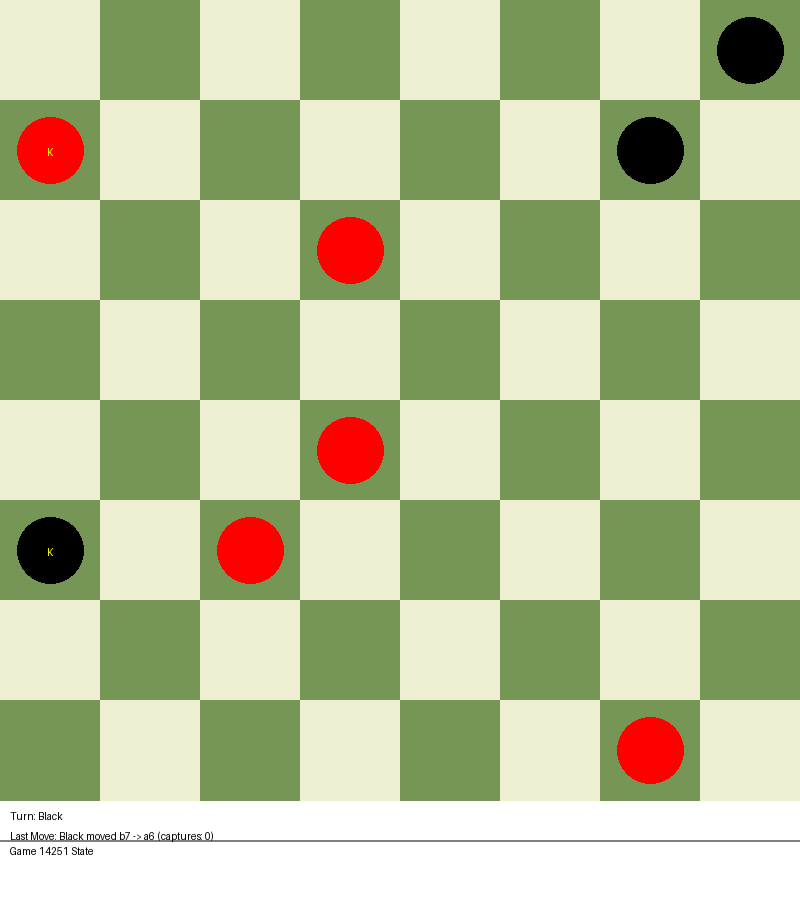 K
K
Turn: Black
Last Move: Black moved b7 -> a6 (captures: 0)
Game 14251 State